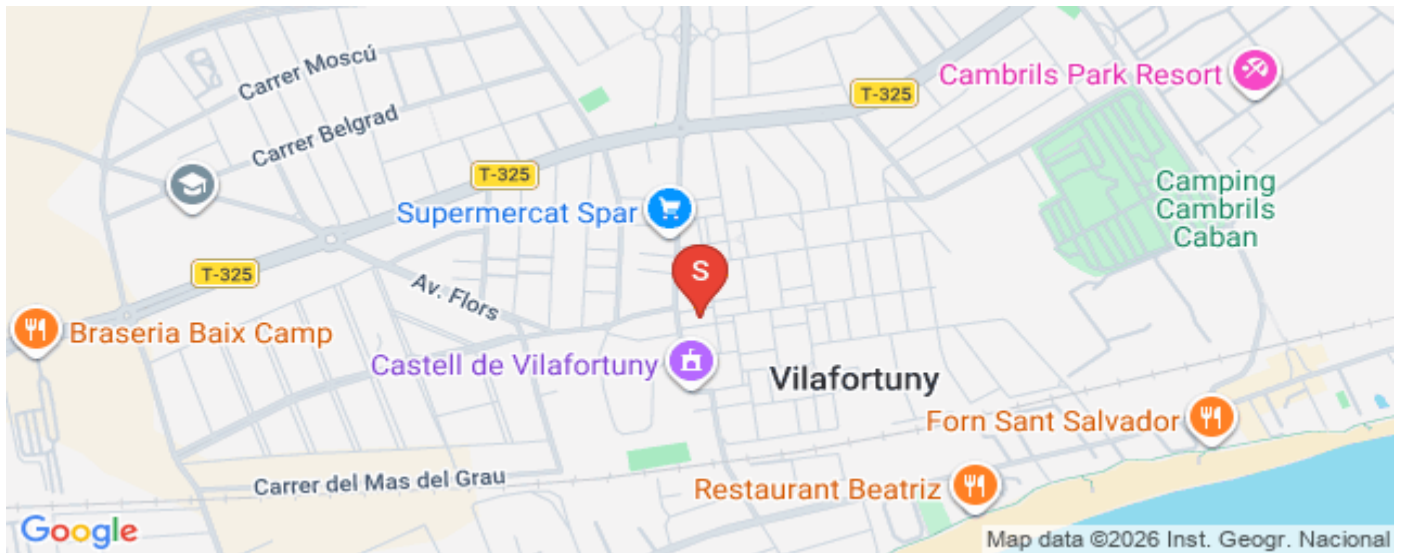 Carrer Moscú
Cambrils Park Resort
T-325
Carrer Belgrad
T-325
Camping
Cambrils
Caban
Supermercat Spar
S
T-325
Av. Flors
Braseria Baix Camp
Castell de Vilafortuny
Vilafortuny
Forn Sant Salvador
Carrer del Mas del Grau
Restaurant Beatriz
Google
Map data ©2026 Inst. Geogr. Nacional